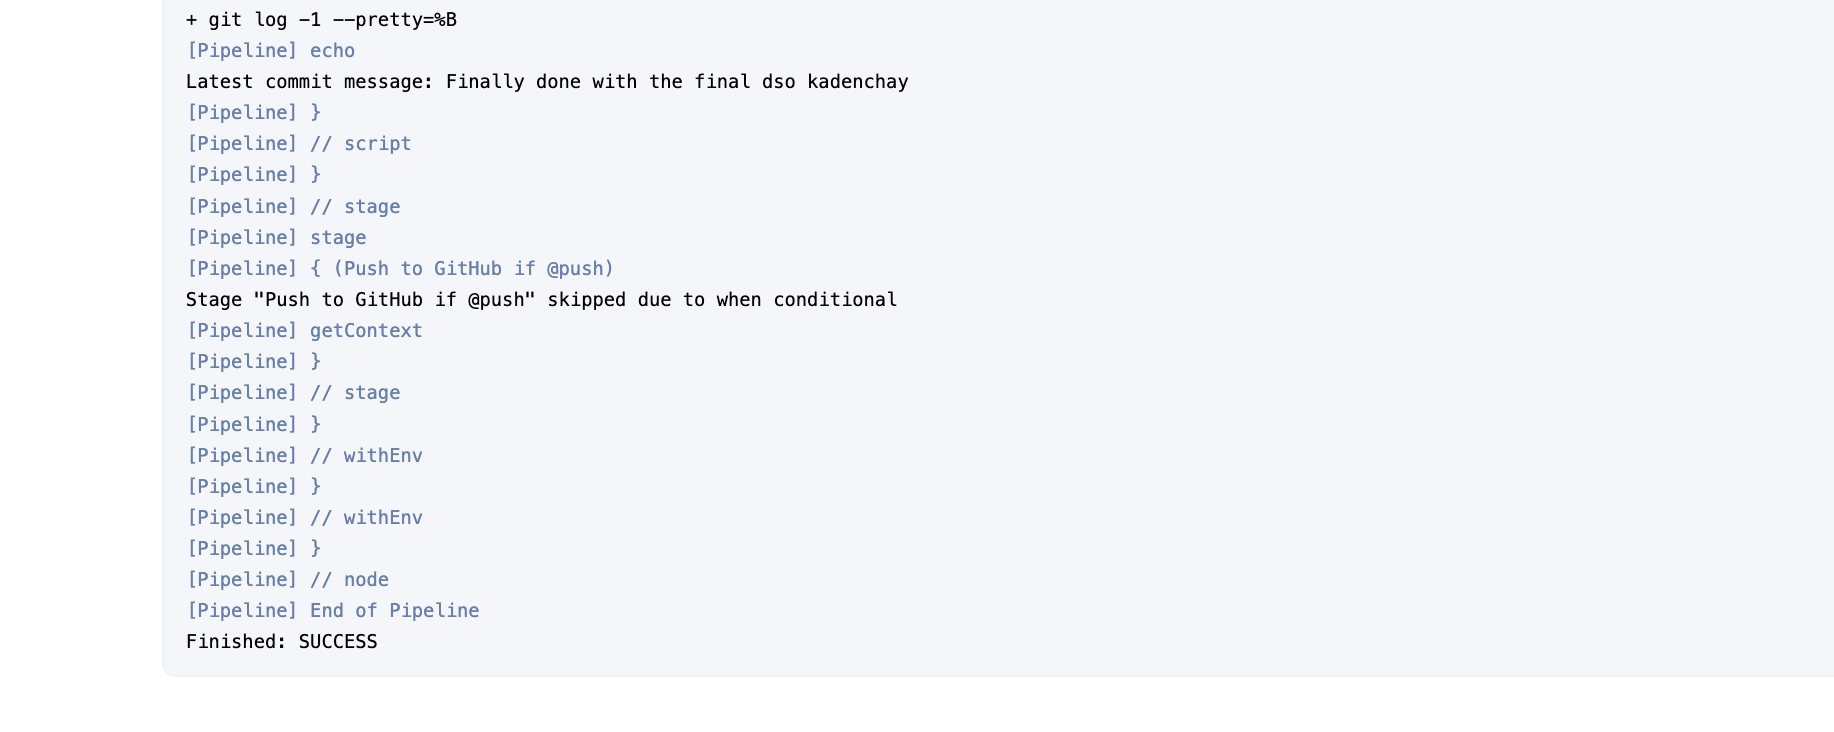 + git log -1 --pretty=%B
[Pipeline] echo
Latest commit message: Finally done with the final dso kadenchay
[Pipeline] }
[Pipeline] // script
[Pipeline] }
[Pipeline] // stage
[Pipeline] stage
[Pipeline] { (Push to GitHub if @push)
Stage "Push to GitHub if @push" skipped due to when conditional
[Pipeline] getContext
[Pipeline] }
[Pipeline] // stage
[Pipeline] }
[Pipeline] // withEnv
[Pipeline] }
[Pipeline] // withEnv
[Pipeline] }
[Pipeline] // node
[Pipeline] End of Pipeline
Finished: SUCCESS